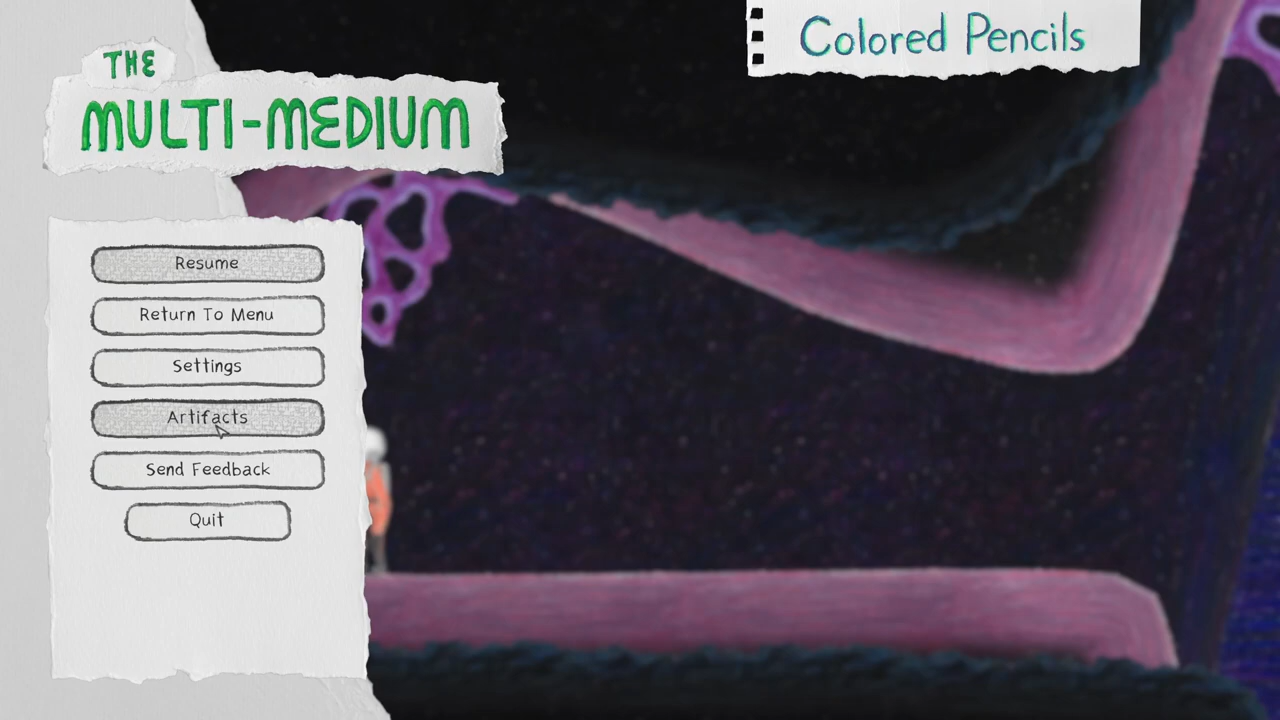 THE
MULTI-MEDIUM
Colored Pencils
Resume
Return To Menu
Settings
Artifacts
Send Feedback
Quit